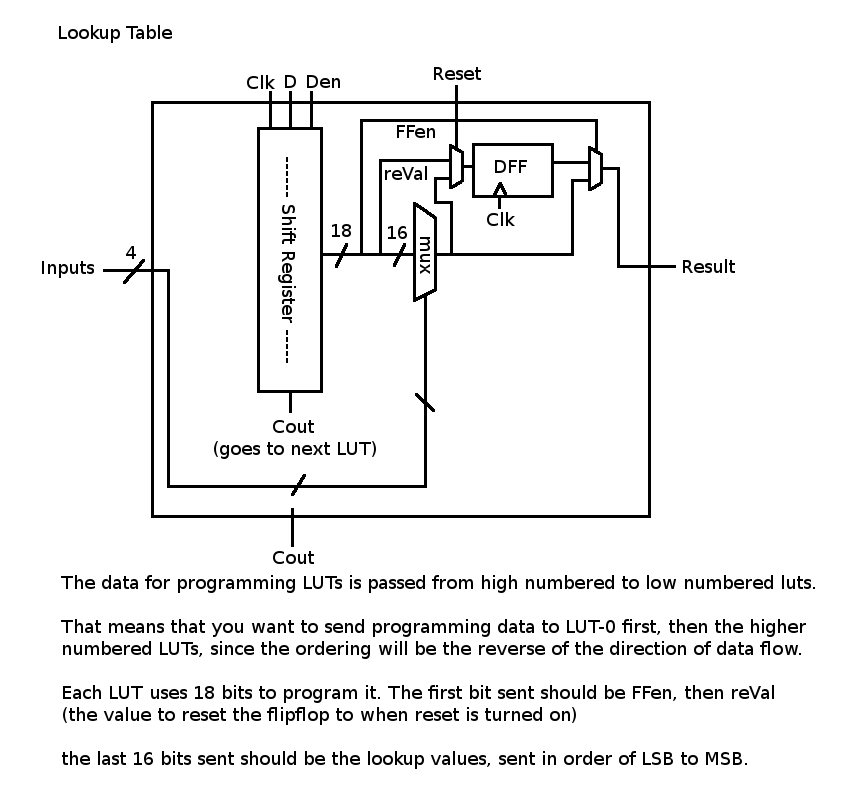 Lookup Table
Clk D Den
Reset
FFen
reVal
DFF
Clk
18
16
mux
------ Shift Register -----
4
Inputs
Result
Cout
(goes to next LUT)
Cout
The data for programming LUTs is passed from high numbered to low numbered luts.
That means that you want to send programming data to LUT-0 first, then the higher
numbered LUTs, since the ordering will be the reverse of the direction of data flow.
Each LUT uses 18 bits to program it. The first bit sent should be FFen, then reVal
(the value to reset the flipflop to when reset is turned on)
the last 16 bits sent should be the lookup values, sent in order of LSB to MSB.